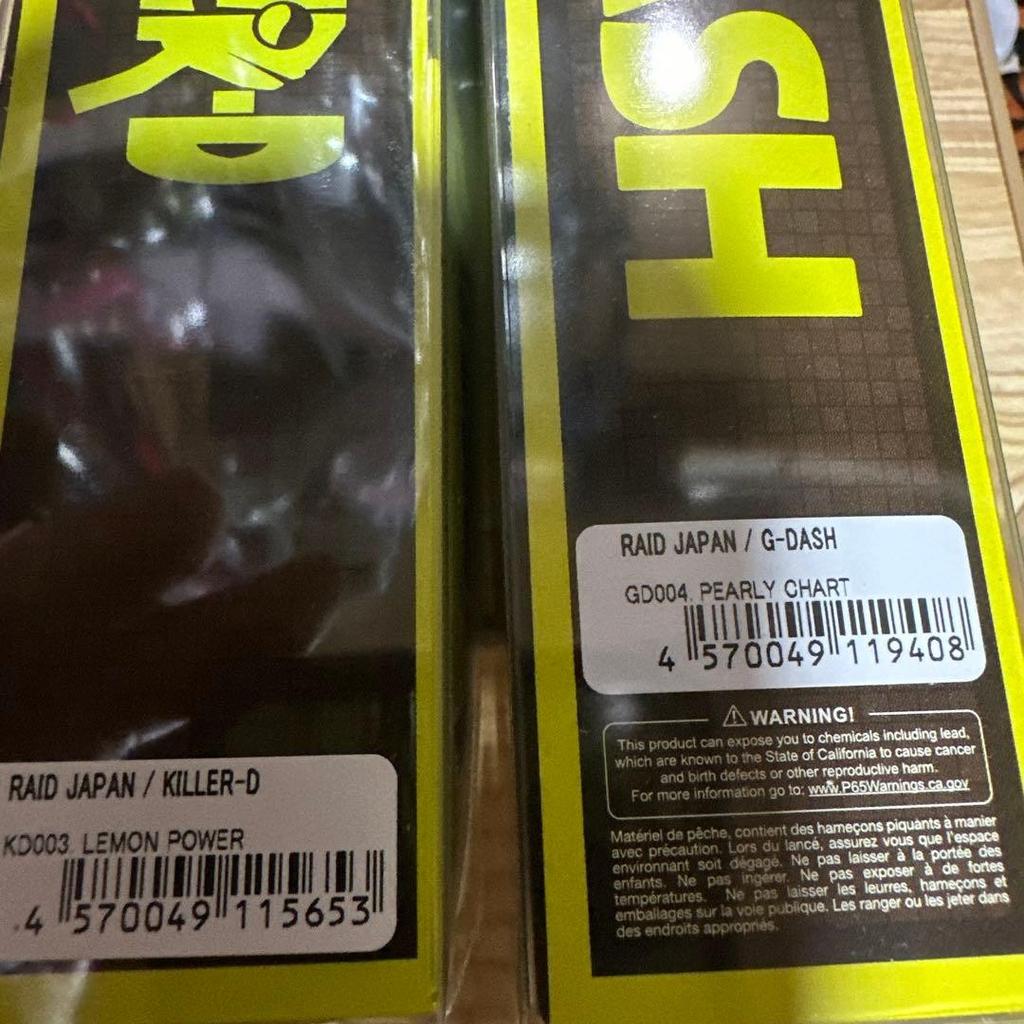 R-D
RAID JAPAN / KILLER-D
KD003. LEMON POWER
4 570049 115653
ASH
RAID JAPAN / G-DASH
GD004. PEARLY CHART
4 570049 119408
WARNING!
This product can expose you to chemicals including lead,
which are known to the State of California to cause cancer
and birth defects or other reproductive harm.
For more information go to: www.P65Warnings.ca.gov
Matériel de pêche, contient des hameçons piquants à manier
avec précaution. Lors du lancé, assurez vous que l'espace
environnant soit dégagé. Ne pas laisser à la portée des
enfants. Ne pas ingérer. Ne pas exposer à de fortes
températures. Ne pas laisser les leurres, hameçons et
emballages sur la voie publique. Les ranger ou les jeter dans
des endroits appropriés.